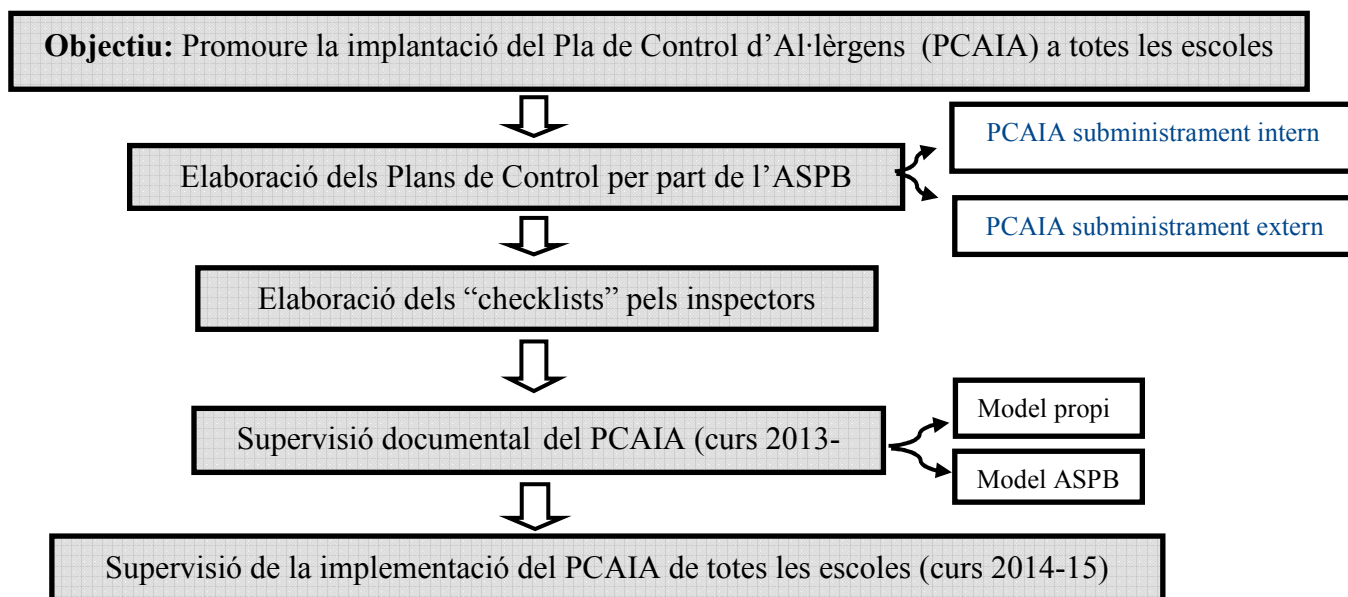 Objectiu: Promoure la implantació del Pla de Control d’Al·lèrgens (PCAIA) a totes les escoles
PCAIA subministrament intern
Elaboració dels Plans de Control per part de l’ASPB
PCAIA subministrament extern
Elaboració dels “checklists” pels inspectors
Model propi
Supervisió documental del PCAIA (curs 2013-
Model ASPB
Supervisió de la implementació del PCAIA de totes les escoles (curs 2014-15)